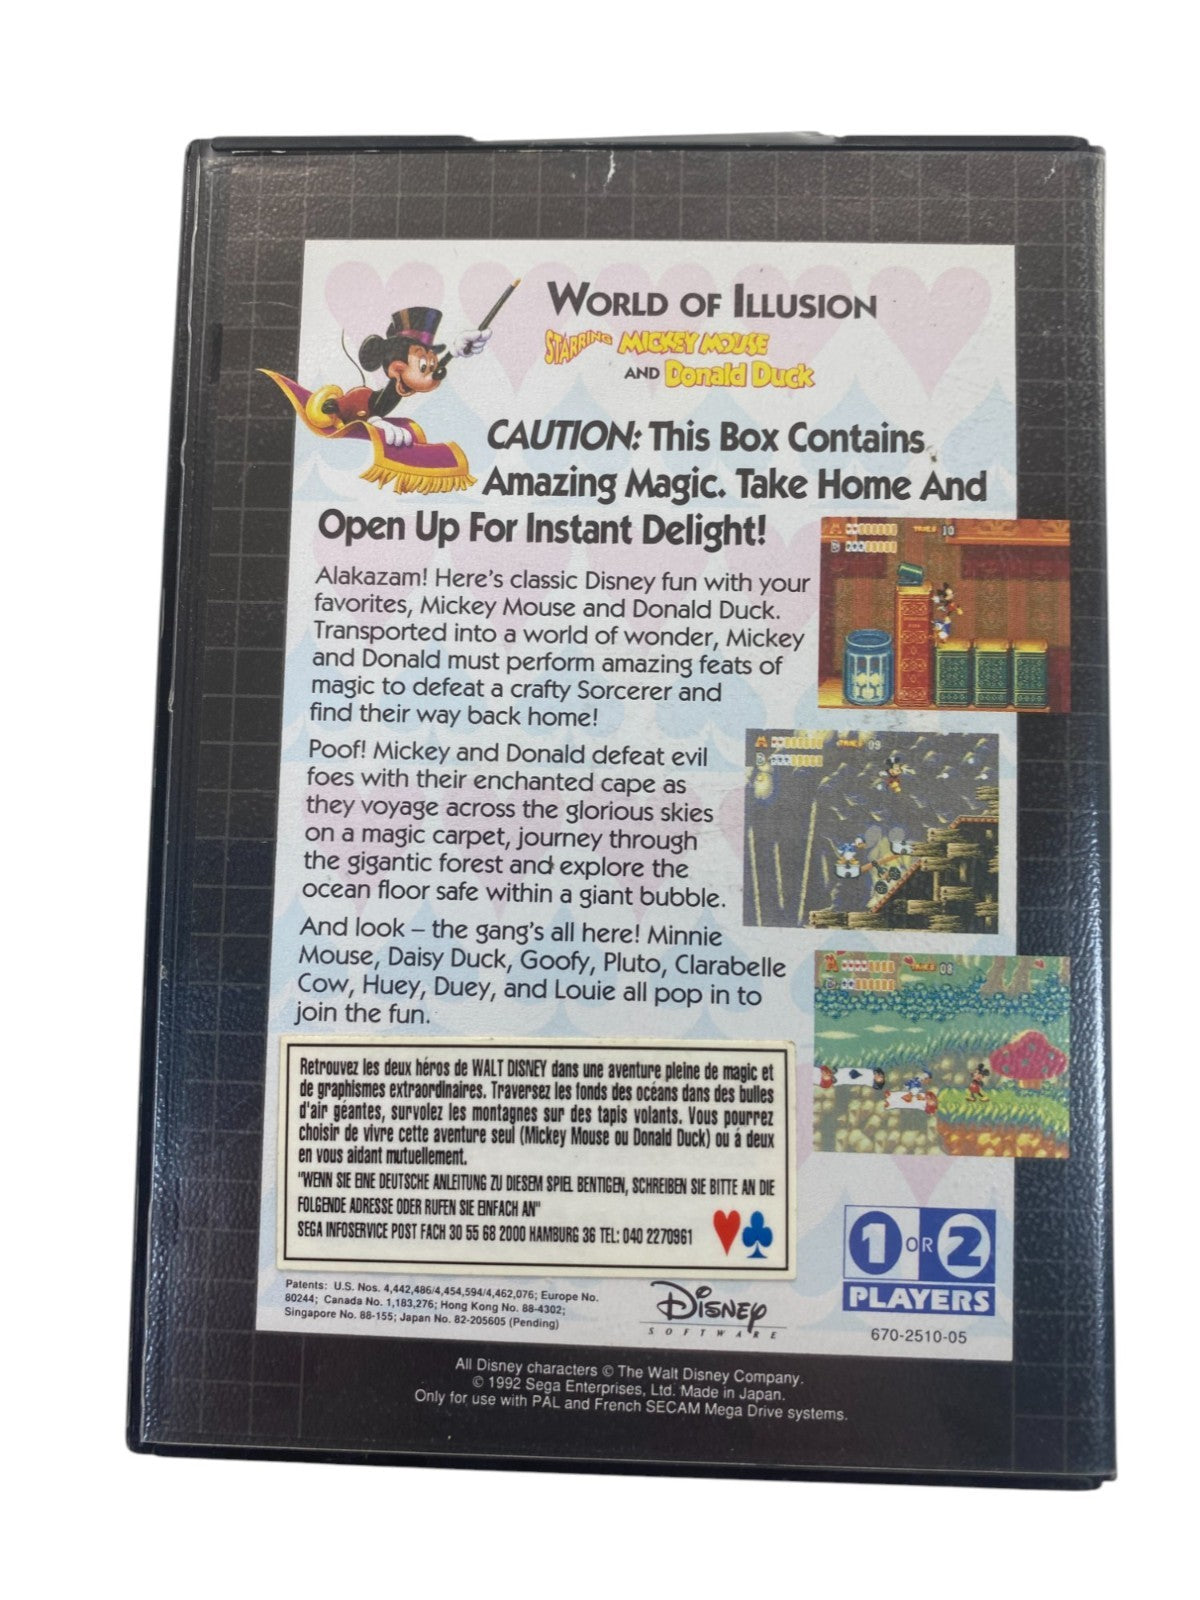 WORLD OF ILLUSION
STARRING MICKEY MOUSE
AND Donald Duck
CAUTION: This Box Contains
Amazing Magic. Take Home And
Open Up For Instant Delight!
Alakazam! Here's classic Disney fun with your
favorites, Mickey Mouse and Donald Duck.
Transported into a world of wonder, Mickey
and Donald must perform amazing feats of
magic to defeat a crafty Sorcerer and
find their way back home!
Poof! Mickey and Donald defeat evil
foes with their enchanted cape as
they voyage across the glorious skies
on a magic carpet, journey through
the gigantic forest and explore the
ocean floor safe within a giant bubble.
And look – the gang's all here! Minnie
Mouse, Daisy Duck, Goofy, Pluto, Clarabelle
Cow, Huey, Duey, and Louie all pop in to
join the fun.
TRIES 10
TRIES 09
TRIES 08
Retrouvez les deux héros de WALT DISNEY dans une aventure pleine de magic et
de graphismes extraordinaires. Traversez les fonds des océans dans des bulles
d'air géantes, survolez les montagnes sur des tapis volants. Vous pourrez
choisir de vivre cette aventure seul (Mickey Mouse ou Donald Duck) ou á deux
en vous aidant mutuellement.
"WENN SIE EINE DEUTSCHE ANLEITUNG ZU DIESEM SPIEL BENTIGEN, SCHREIBEN SIE BITTE AN DIE
FOLGENDE ADRESSE ODER RUFEN SIE EINFACH AN"
SEGA INFOSERVICE POST FACH 30 55 68 2000 HAMBURG 36 TEL: 040 2270961
Patents: U.S. Nos. 4,442,486/4,454,594/4,462,076; Europe No.
80244; Canada No. 1,183,276; Hong Kong No. 88-4302;
Singapore No. 88-155; Japan No. 82-205605 (Pending)
DISNEY
SOFTWARE
1 OR 2
PLAYERS
670-2510-05
All Disney characters © The Walt Disney Company.
© 1992 Sega Enterprises, Ltd. Made in Japan.
Only for use with PAL and French SECAM Mega Drive systems.